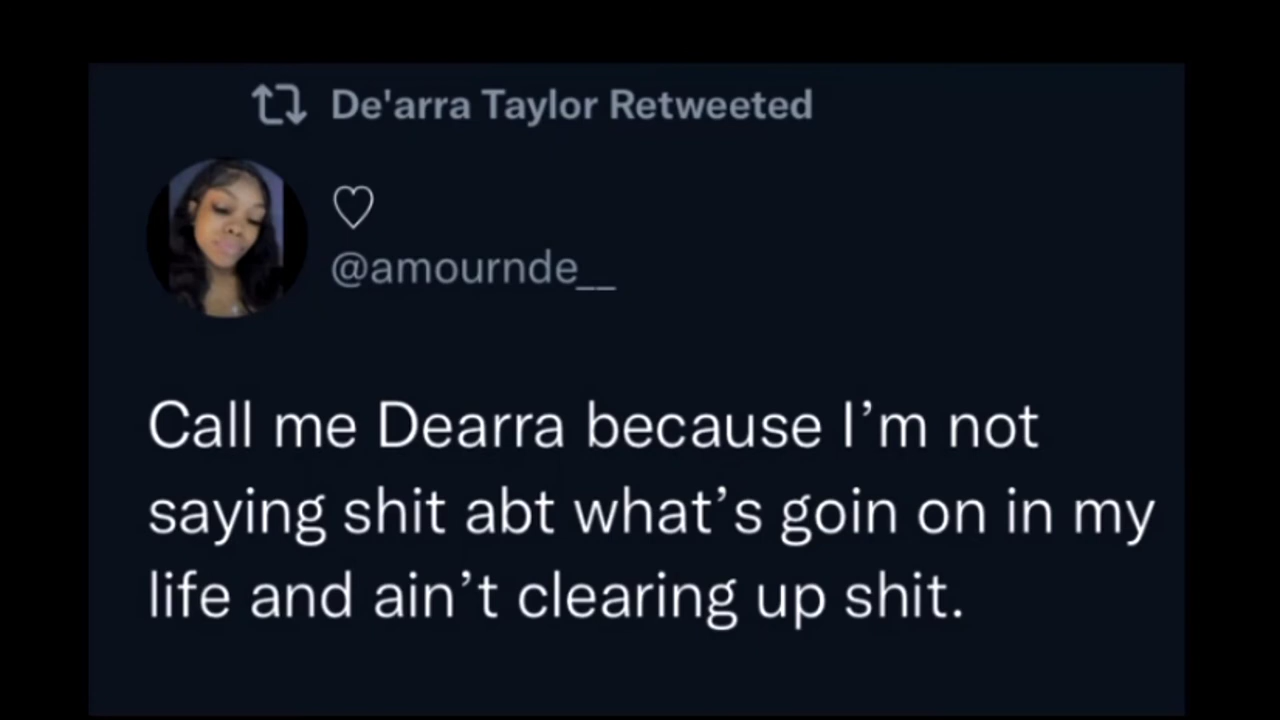 De'arra Taylor Retweeted
♡
@amournde__
Call me Dearra because I’m not
saying shit abt what’s goin on in my
life and ain’t clearing up shit.